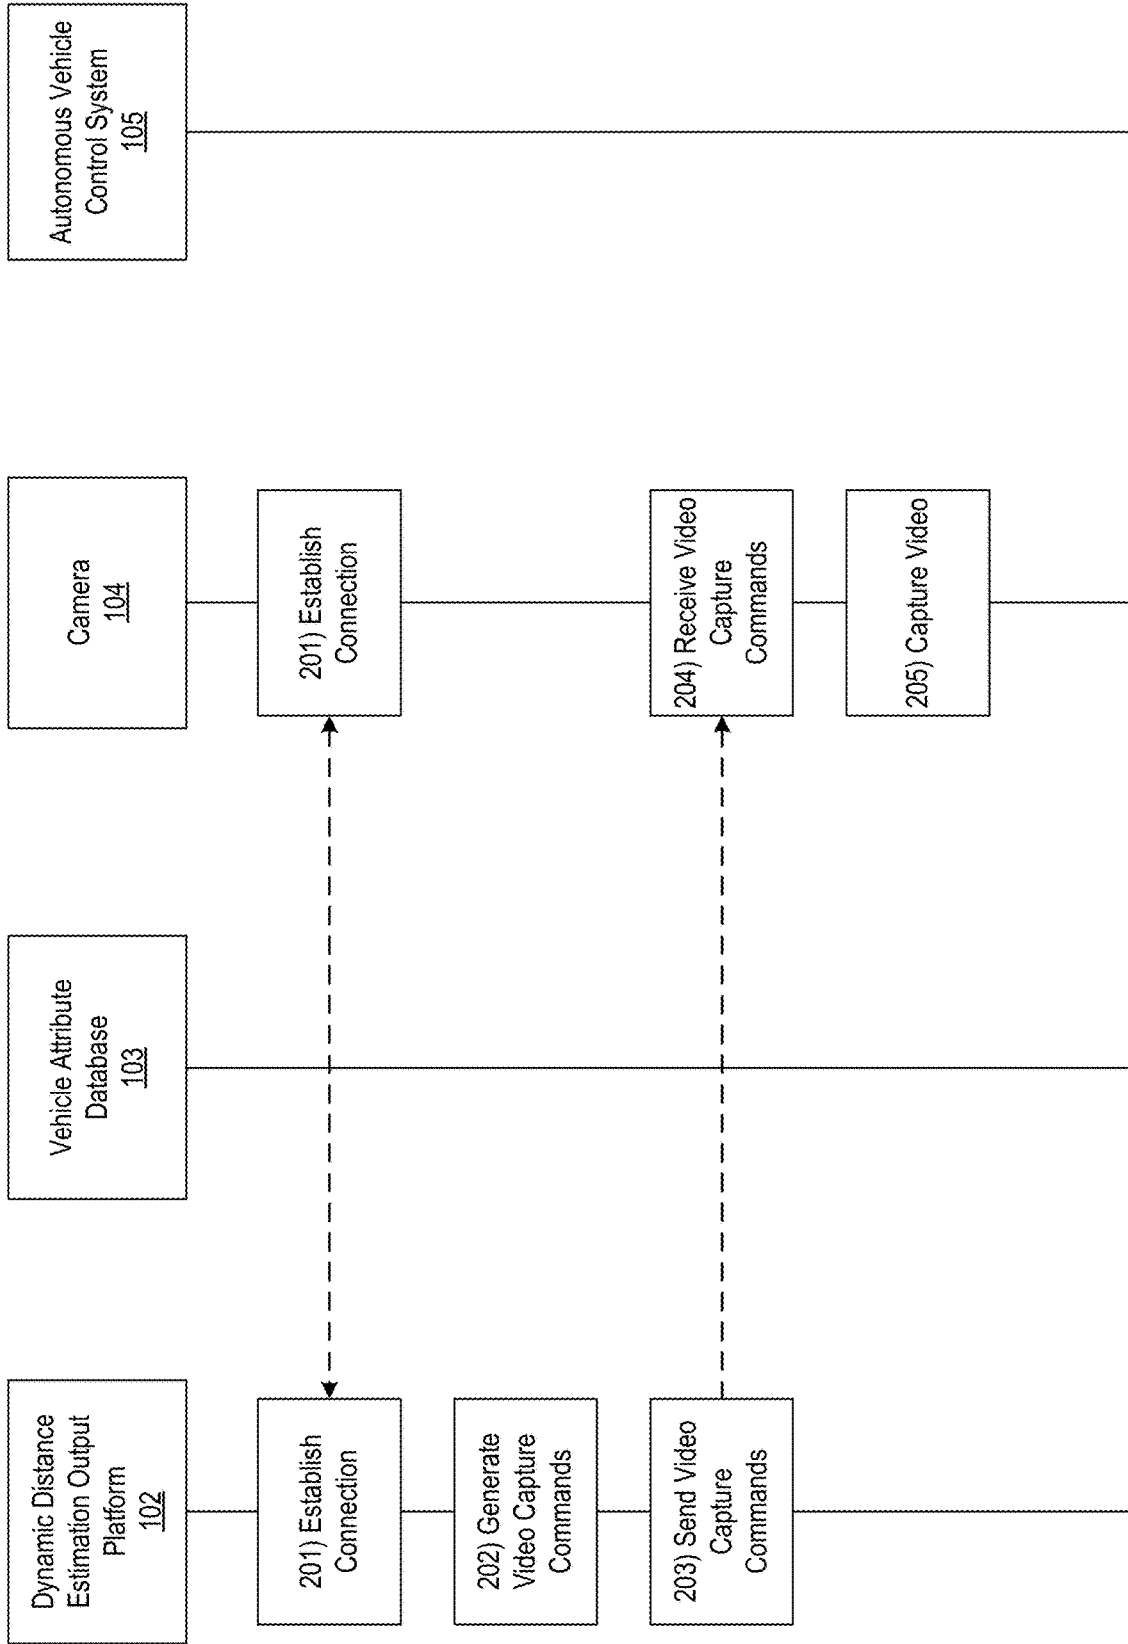 Dynamic Distance
Estimation Output
Platform
102
Vehicle Attribute
Database
103
Camera
104
Autonomous Vehicle
Control System
105
201) Establish
Connection
201) Establish
Connection
202) Generate
Video Capture
Commands
203) Send Video
Capture
Commands
204) Receive Video
Capture
Commands
205) Capture Video